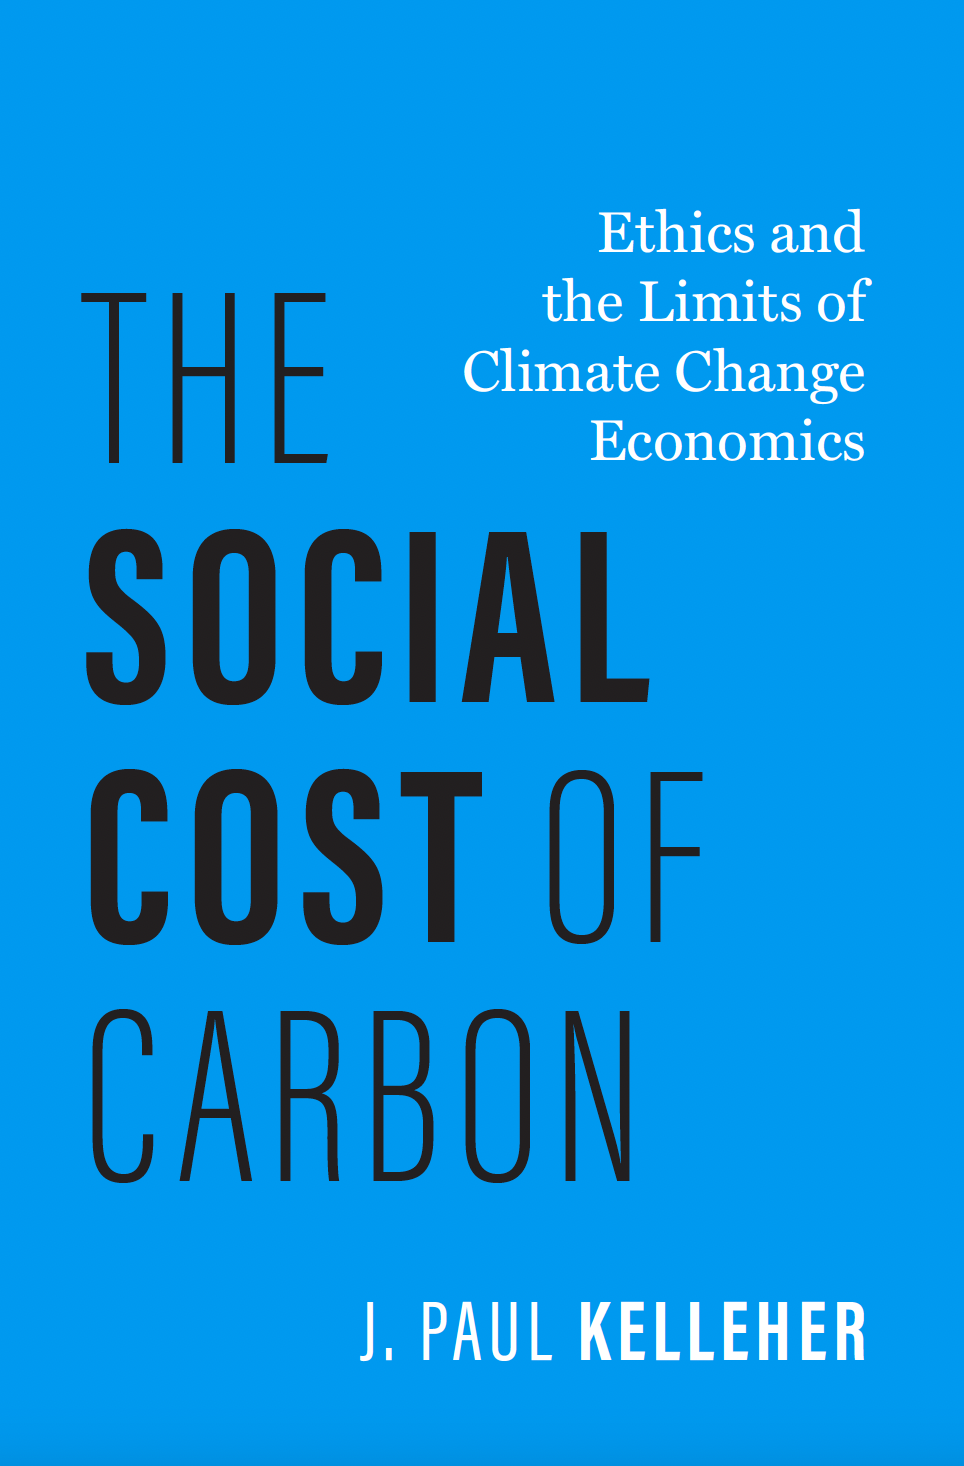 THE
SOCIAL
COST OF
CARBON
Ethics and
the Limits of
Climate Change
Economics
J. PAUL KELLEHER